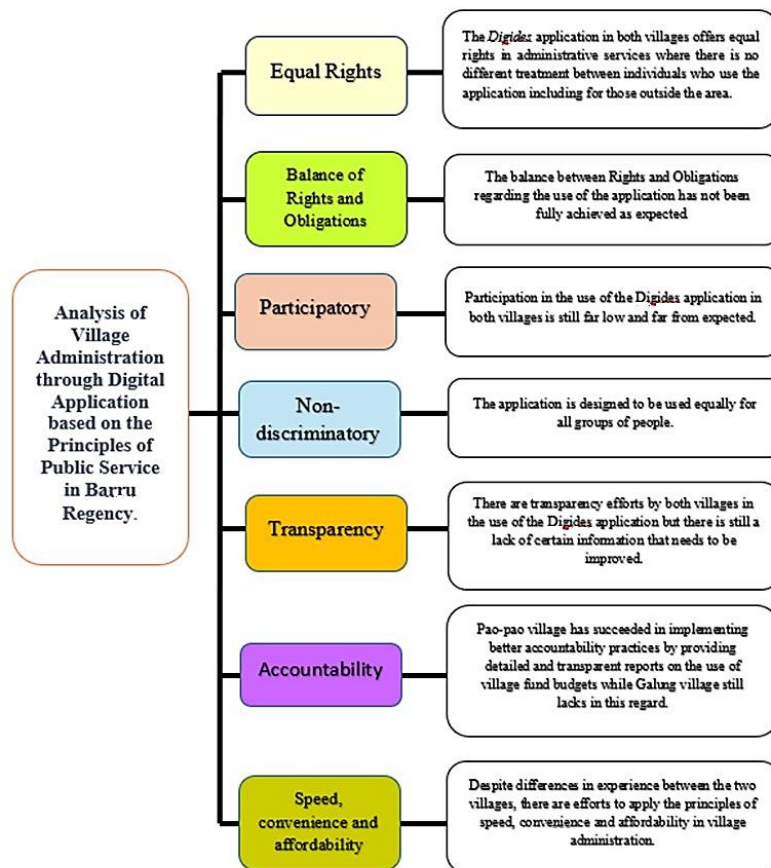 Analysis of
Village
Administration
through Digital
Application
based on the
Principles of
Public Service
in Barru
Regency.
Equal Rights
The Digides application in both villages offers equal
rights in administrative services where there is no
different treatment between individuals who use the
application including for those outside the area.
Balance of
Rights and
Obligations
The balance between Rights and Obligations
regarding the use of the application has not been
fully achieved as expected
Participatory
Participation in the use of the Digides application in
both villages is still far low and far from expected.
Non-
discriminatory
The application is designed to be used equally for
all groups of people.
Transparency
There are transparency efforts by both villages in
the use of the Digides application but there is still a
lack of certain information that needs to be
improved.
Accountability
Pao-pao village has succeeded in implementing
better accountability practices by providing
detailed and transparent reports on the use of
village fund budgets while Galung village still
lacks in this regard.
Speed,
convenience and
affordability
Despite differences in experience between the two
villages, there are efforts to apply the principles of
speed, convenience and affordability in village
administration.